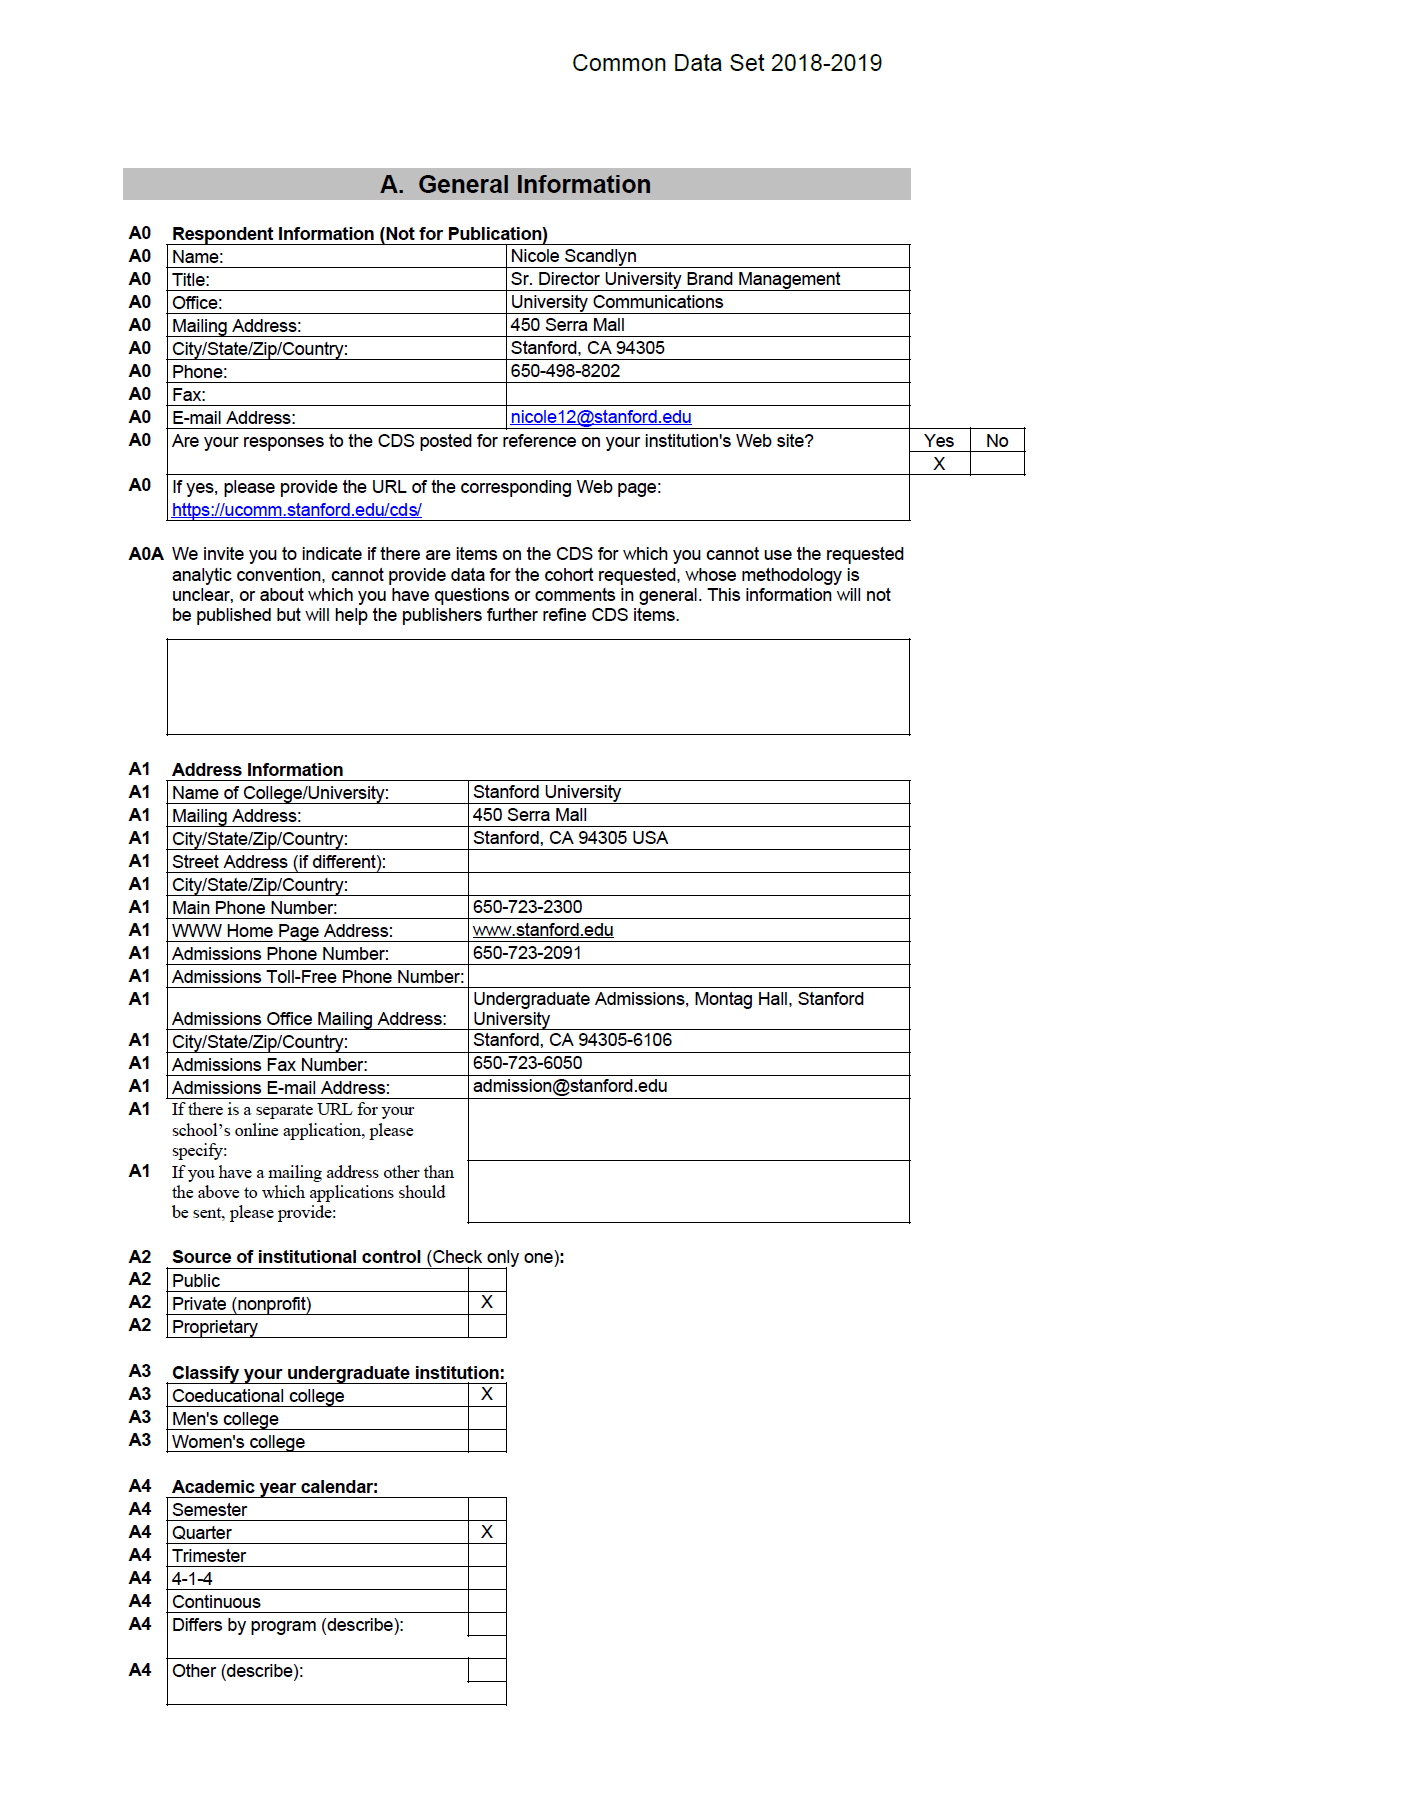 Common Data Set 2018-2019
A. General Information
A0 Respondent Information (Not for Publication)
A0 Name: Nicole Scandlyn
A0 Title: Sr. Director University Brand Management
A0 Office: University Communications
A0 Mailing Address: 450 Serra Mall
A0 City/State/Zip/Country: Stanford, CA 94305
A0 Phone: 650-498-8202
A0 Fax:
A0 E-mail Address: nicole12@stanford.edu
A0 Are your responses to the CDS posted for reference on your institution's Web site? Yes No
X
A0 If yes, please provide the URL of the corresponding Web page:
https://ucomm.stanford.edu/cds/
A0A We invite you to indicate if there are items on the CDS for which you cannot use the requested
analytic convention, cannot provide data for the cohort requested, whose methodology is
unclear, or about which you have questions or comments in general. This information will not
be published but will help the publishers further refine CDS items.
A1 Address Information
A1 Name of College/University: Stanford University
A1 Mailing Address: 450 Serra Mall
A1 City/State/Zip/Country: Stanford, CA 94305 USA
A1 Street Address (if different):
A1 City/State/Zip/Country:
A1 Main Phone Number: 650-723-2300
A1 WWW Home Page Address: www.stanford.edu
A1 Admissions Phone Number: 650-723-2091
A1 Admissions Toll-Free Phone Number:
A1 Undergraduate Admissions, Montag Hall, Stanford
Admissions Office Mailing Address: University
A1 City/State/Zip/Country: Stanford, CA 94305-6106
A1 Admissions Fax Number: 650-723-6050
A1 Admissions E-mail Address: admission@stanford.edu
A1 If there is a separate URL for your
school’s online application, please
specify:
A1 If you have a mailing address other than
the above to which applications should
be sent, please provide:
A2 Source of institutional control (Check only one):
A2 Public
A2 Private (nonprofit) X
A2 Proprietary
A3 Classify your undergraduate institution:
A3 Coeducational college X
A3 Men's college
A3 Women's college
A4 Academic year calendar:
A4 Semester
A4 Quarter X
A4 Trimester
A4 4-1-4
A4 Continuous
A4 Differs by program (describe):
A4 Other (describe):